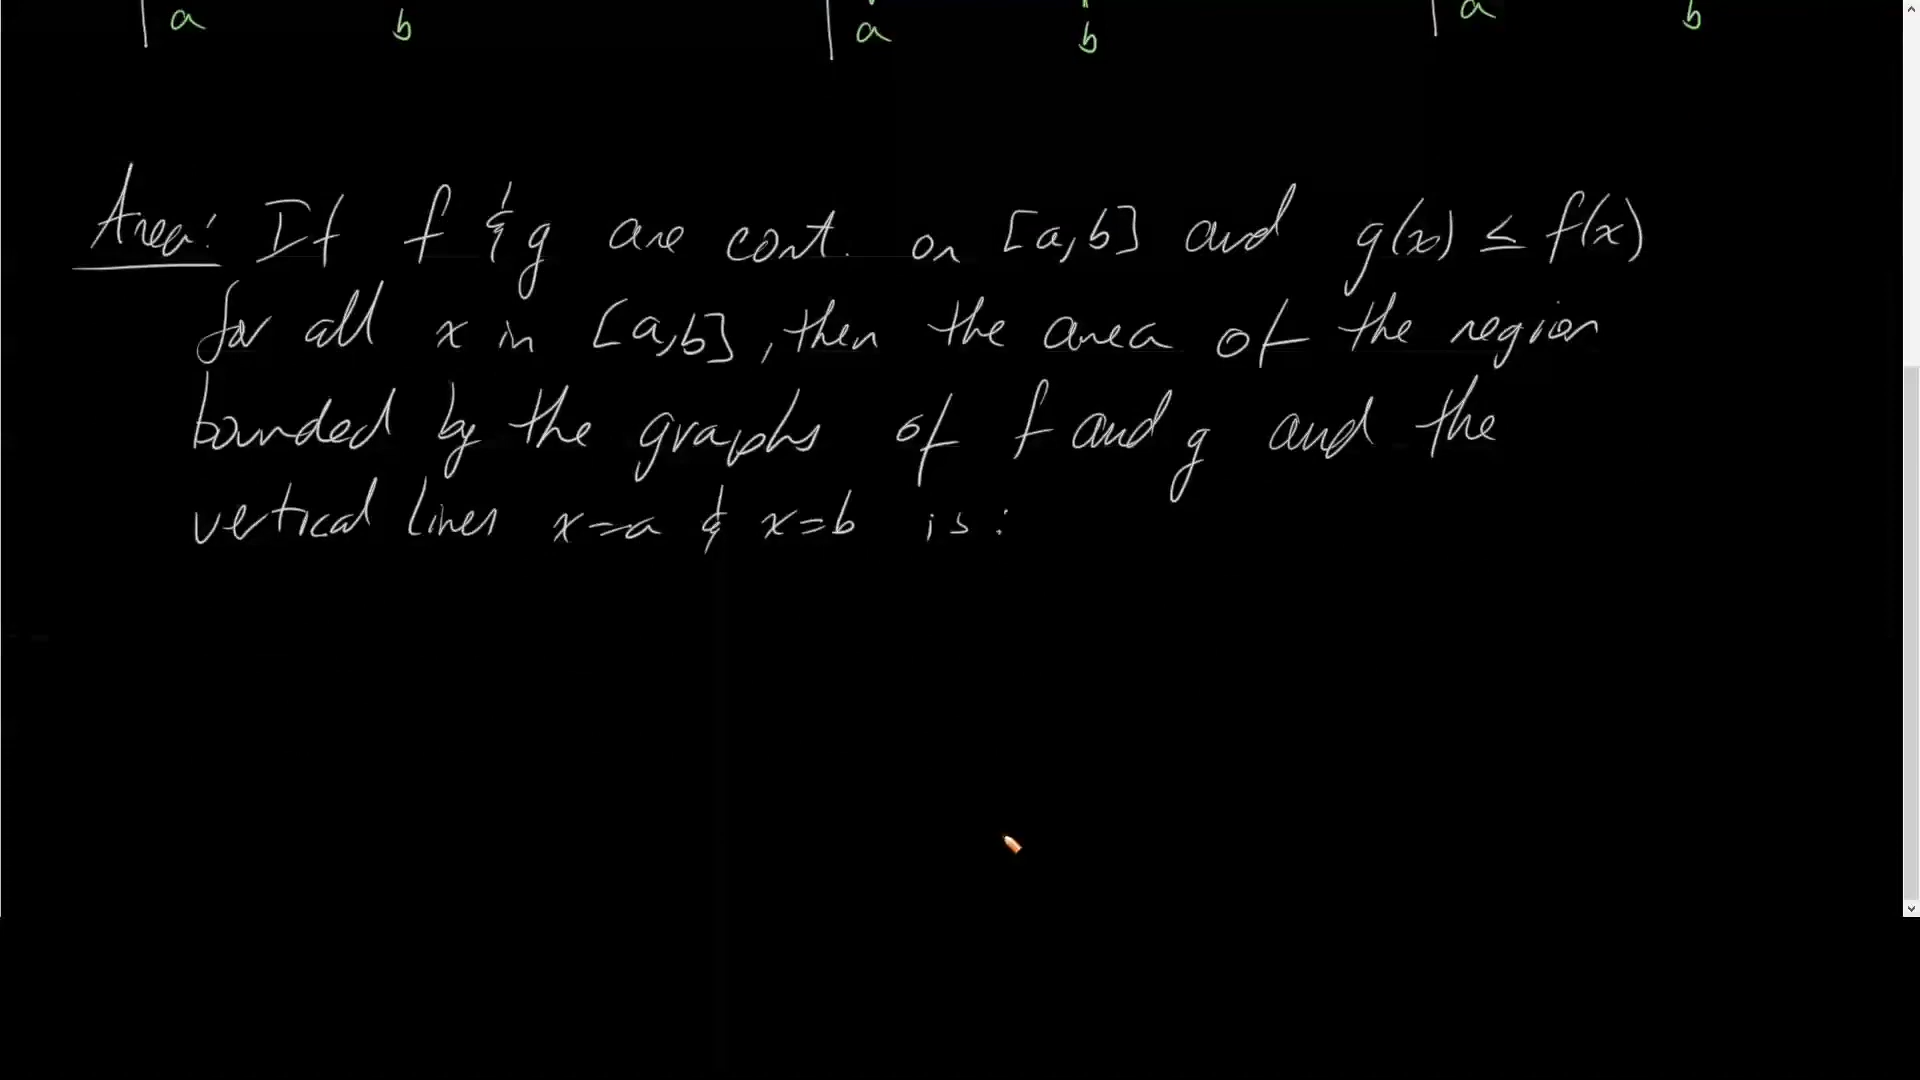 a b a b a b
Area: If f & g are cont. on [a,b] and g(x) ≤ f(x)
for all x in [a,b], then the area of the region
bounded by the graphs of f and g and the
vertical lines x=a & x=b is: